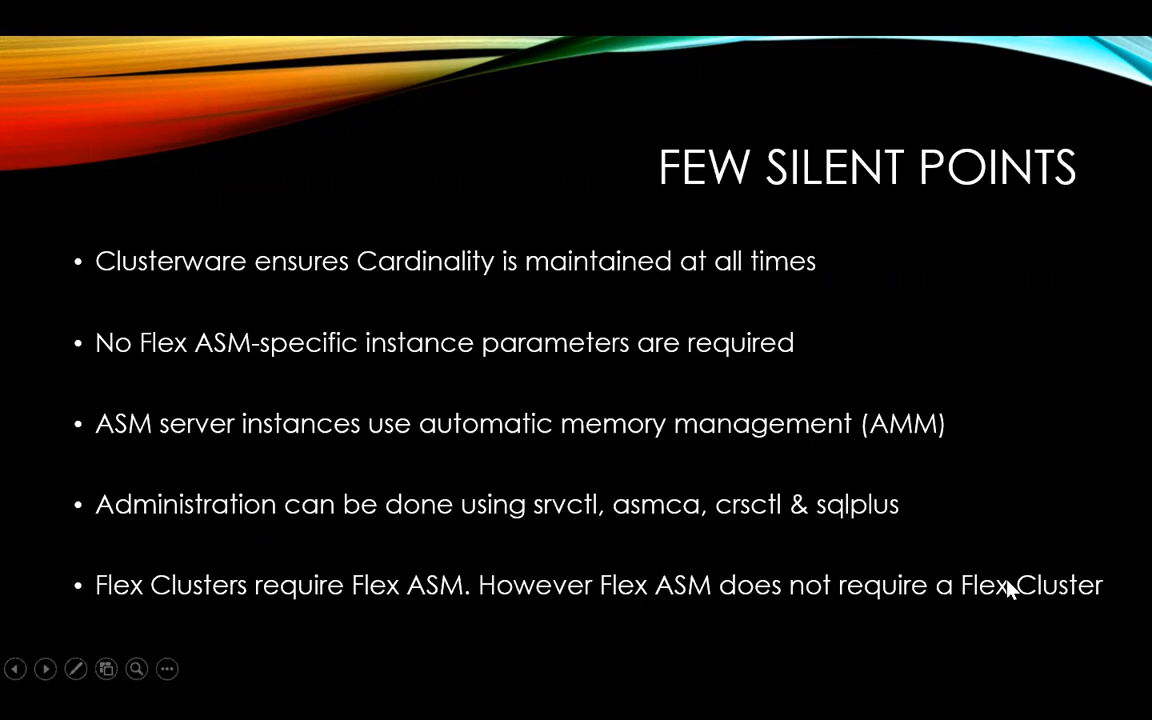 FEW SILENT POINTS
• Clusterware ensures Cardinality is maintained at all times
• No Flex ASM-specific instance parameters are required
• ASM server instances use automatic memory management (AMM)
• Administration can be done using srvctl, asmca, crsctl & sqlplus
• Flex Clusters require Flex ASM. However Flex ASM does not require a Flex Cluster